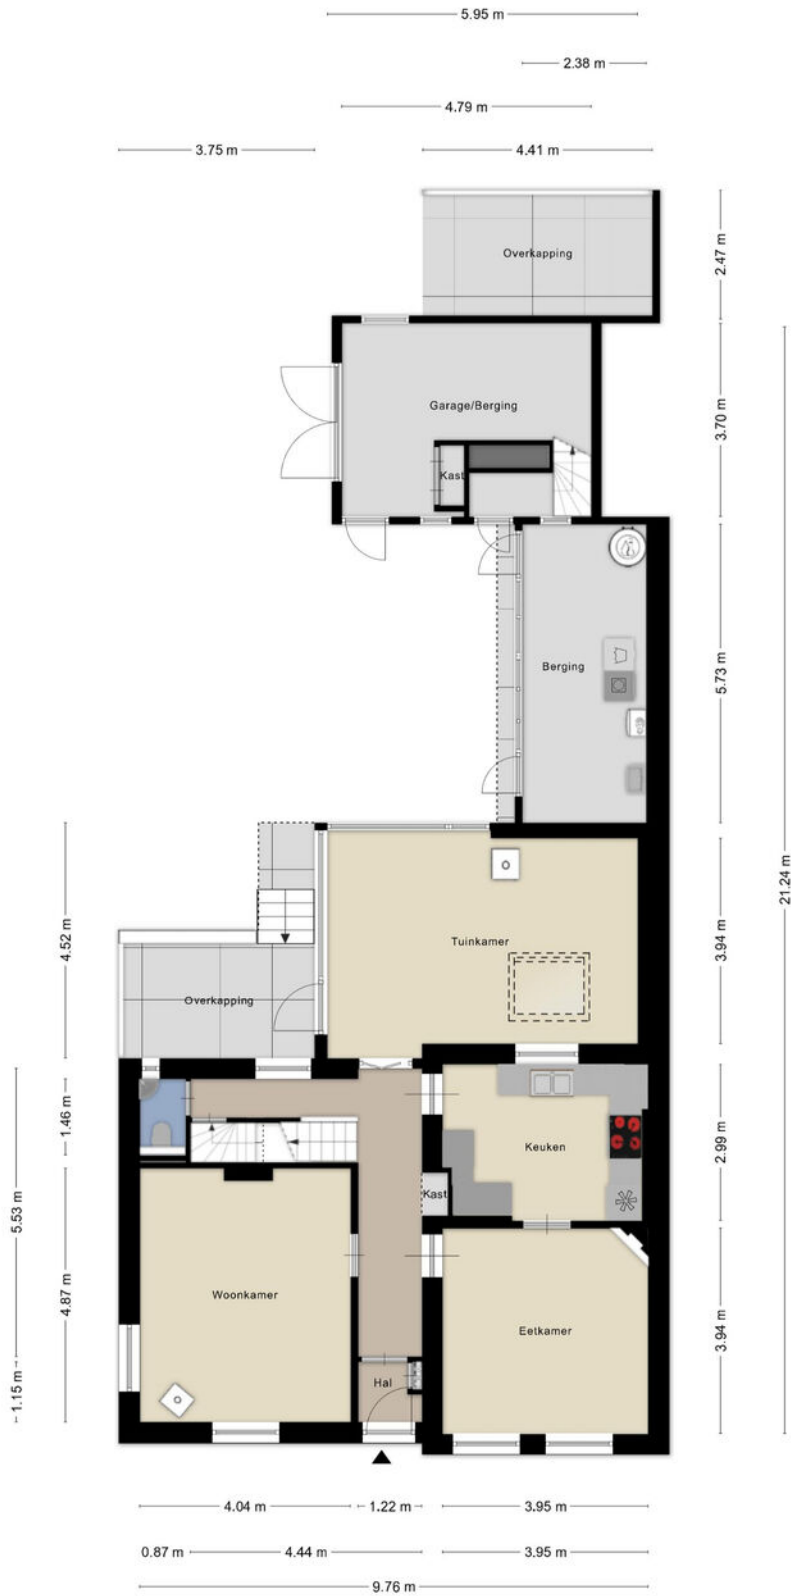 5.95 m
2.38 m
4.79 m
3.75 m
4.41 m
Overkapping
2.47 m
Garage/Berging
3.70 m
Kast
Berging
5.73 m
21.24 m
Tuinkamer
4.52 m
3.94 m
Overkapping
1.46 m
Keuken
2.99 m
Kast
5.53 m
Woonkamer
4.87 m
Eetkamer
3.94 m
Hal
1.15 m
4.04 m
1.22 m
3.95 m
0.87 m
4.44 m
3.95 m
9.76 m